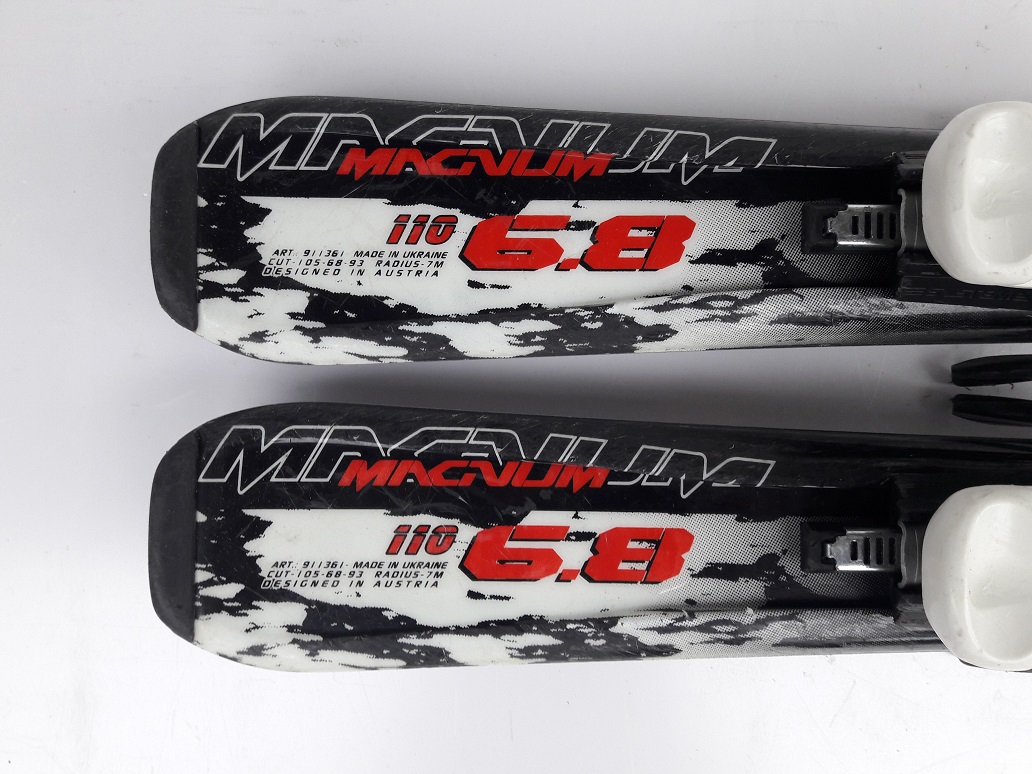 MAGNUM
MAGNUM
110 6.8
ART.: 911361 MADE IN UKRAINE
CUT-105-68-93 RADIUS-7M
DESIGNED IN AUSTRIA
MAGNUM
MAGNUM
110 6.8
ART.: 911361- MADE IN UKRAINE
CUT-105-68-93 RADIUS-7M
DESIGNED IN AUSTRIA